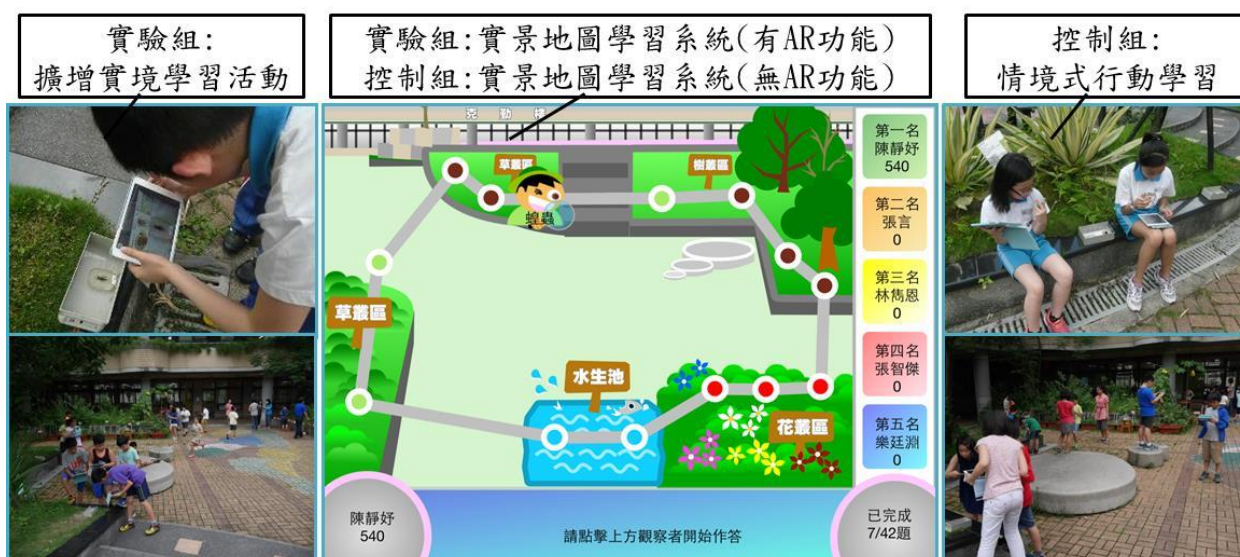 實驗組:
擴增實境學習活動
實驗組:實景地圖學習系統(有AR功能)
控制組:實景地圖學習系統(無AR功能)
控制組:
情境式行動學習
克勤樓
草叢區
樹叢區
蝗蟲
草叢區
水生池
花叢區
第一名
陳靜妤
540
第二名
張言
0
第三名
林雋恩
0
第四名
張智傑
0
第五名
樂廷淵
0
陳靜妤
540
請點擊上方觀察者開始作答
已完成
7/42題